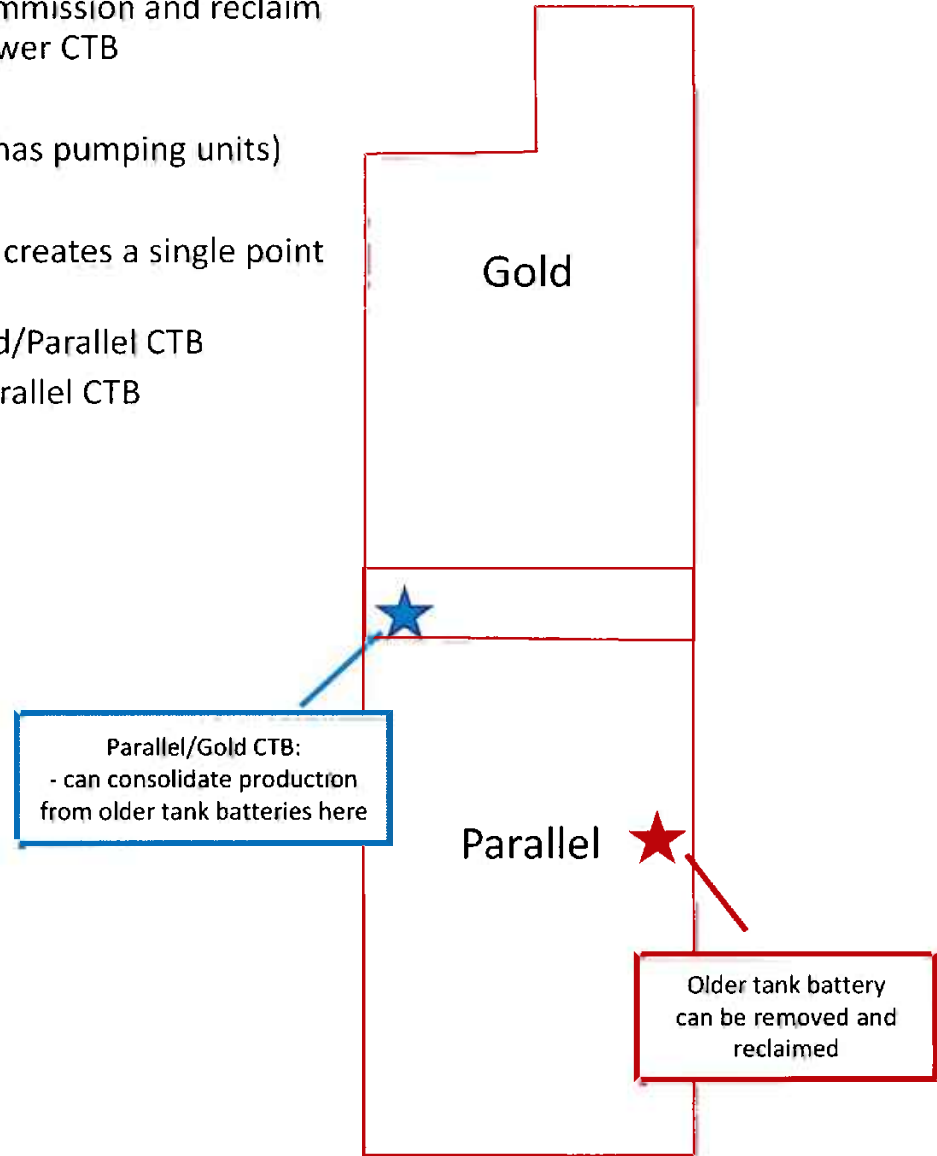 mmission and reclaim
wer CTB
has pumping units)
creates a single point
d/Parallel CTB
rallel CTB
Gold
Parallel/Gold CTB:
- can consolidate production
from older tank batteries here
Parallel
Older tank battery
can be removed and
reclaimed